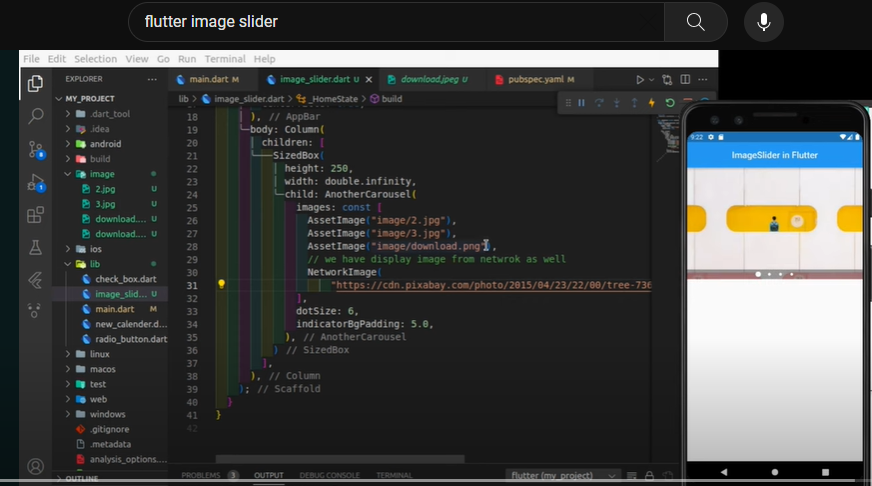 flutter image slider
File Edit Selection View Go Run Terminal Help
EXPLORER
MY_PROJECT
.dart_tool
.idea
android
build
image
2.jpg U
3.jpg U
download.... U
download.... U
ios
lib
check_box.dart
image_slid... U
main.dart M
new_calender.d...
radio_button.dart
linux
macos
test
web
windows
.gitignore
.metadata
analysis_options....
OUTLINE
main.dart M image_slider.dart U download.jpeg U pubspec.yaml M
lib > image_slider.dart > _HomeState > build
18 ), // AppBar
19 body: Column(
20 children: [
21 SizedBox(
22 height: 250,
23 width: double.infinity,
24 child: AnotherCarousel(
25 images: const [
26 AssetImage("image/2.jpg"),
27 AssetImage("image/3.jpg"),
28 AssetImage("image/download.png"),
29 // we have display image from netwrok as well
30 NetworkImage(
31 "https://cdn.pixabay.com/photo/2015/04/23/22/00/tree-736
32 ],
33 dotSize: 6,
34 indicatorBgPadding: 5.0,
35 ), // AnotherCarousel
36 ) // SizedBox
37 ],
38 ), // Column
39 ); // Scaffold
40 }
41 }
42
PROBLEMS 3 OUTPUT DEBUG CONSOLE TERMINAL flutter (my_project)
9:22
ImageSlider in Flutter